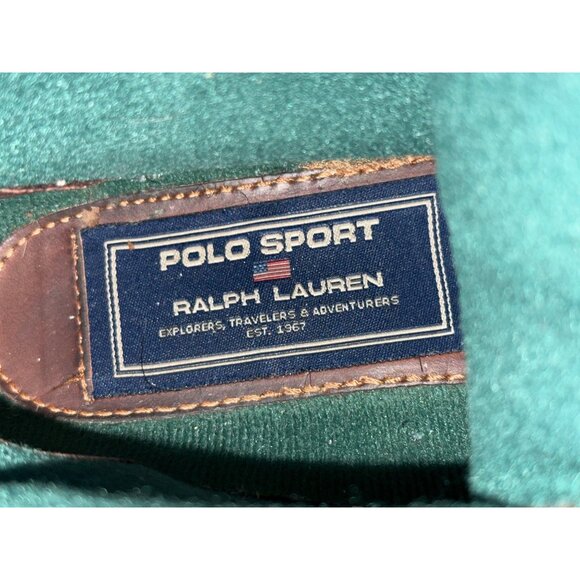 POLO SPORT
RALPH LAUREN
EXPLORERS, TRAVELERS & ADVENTURERS
EST. 1967